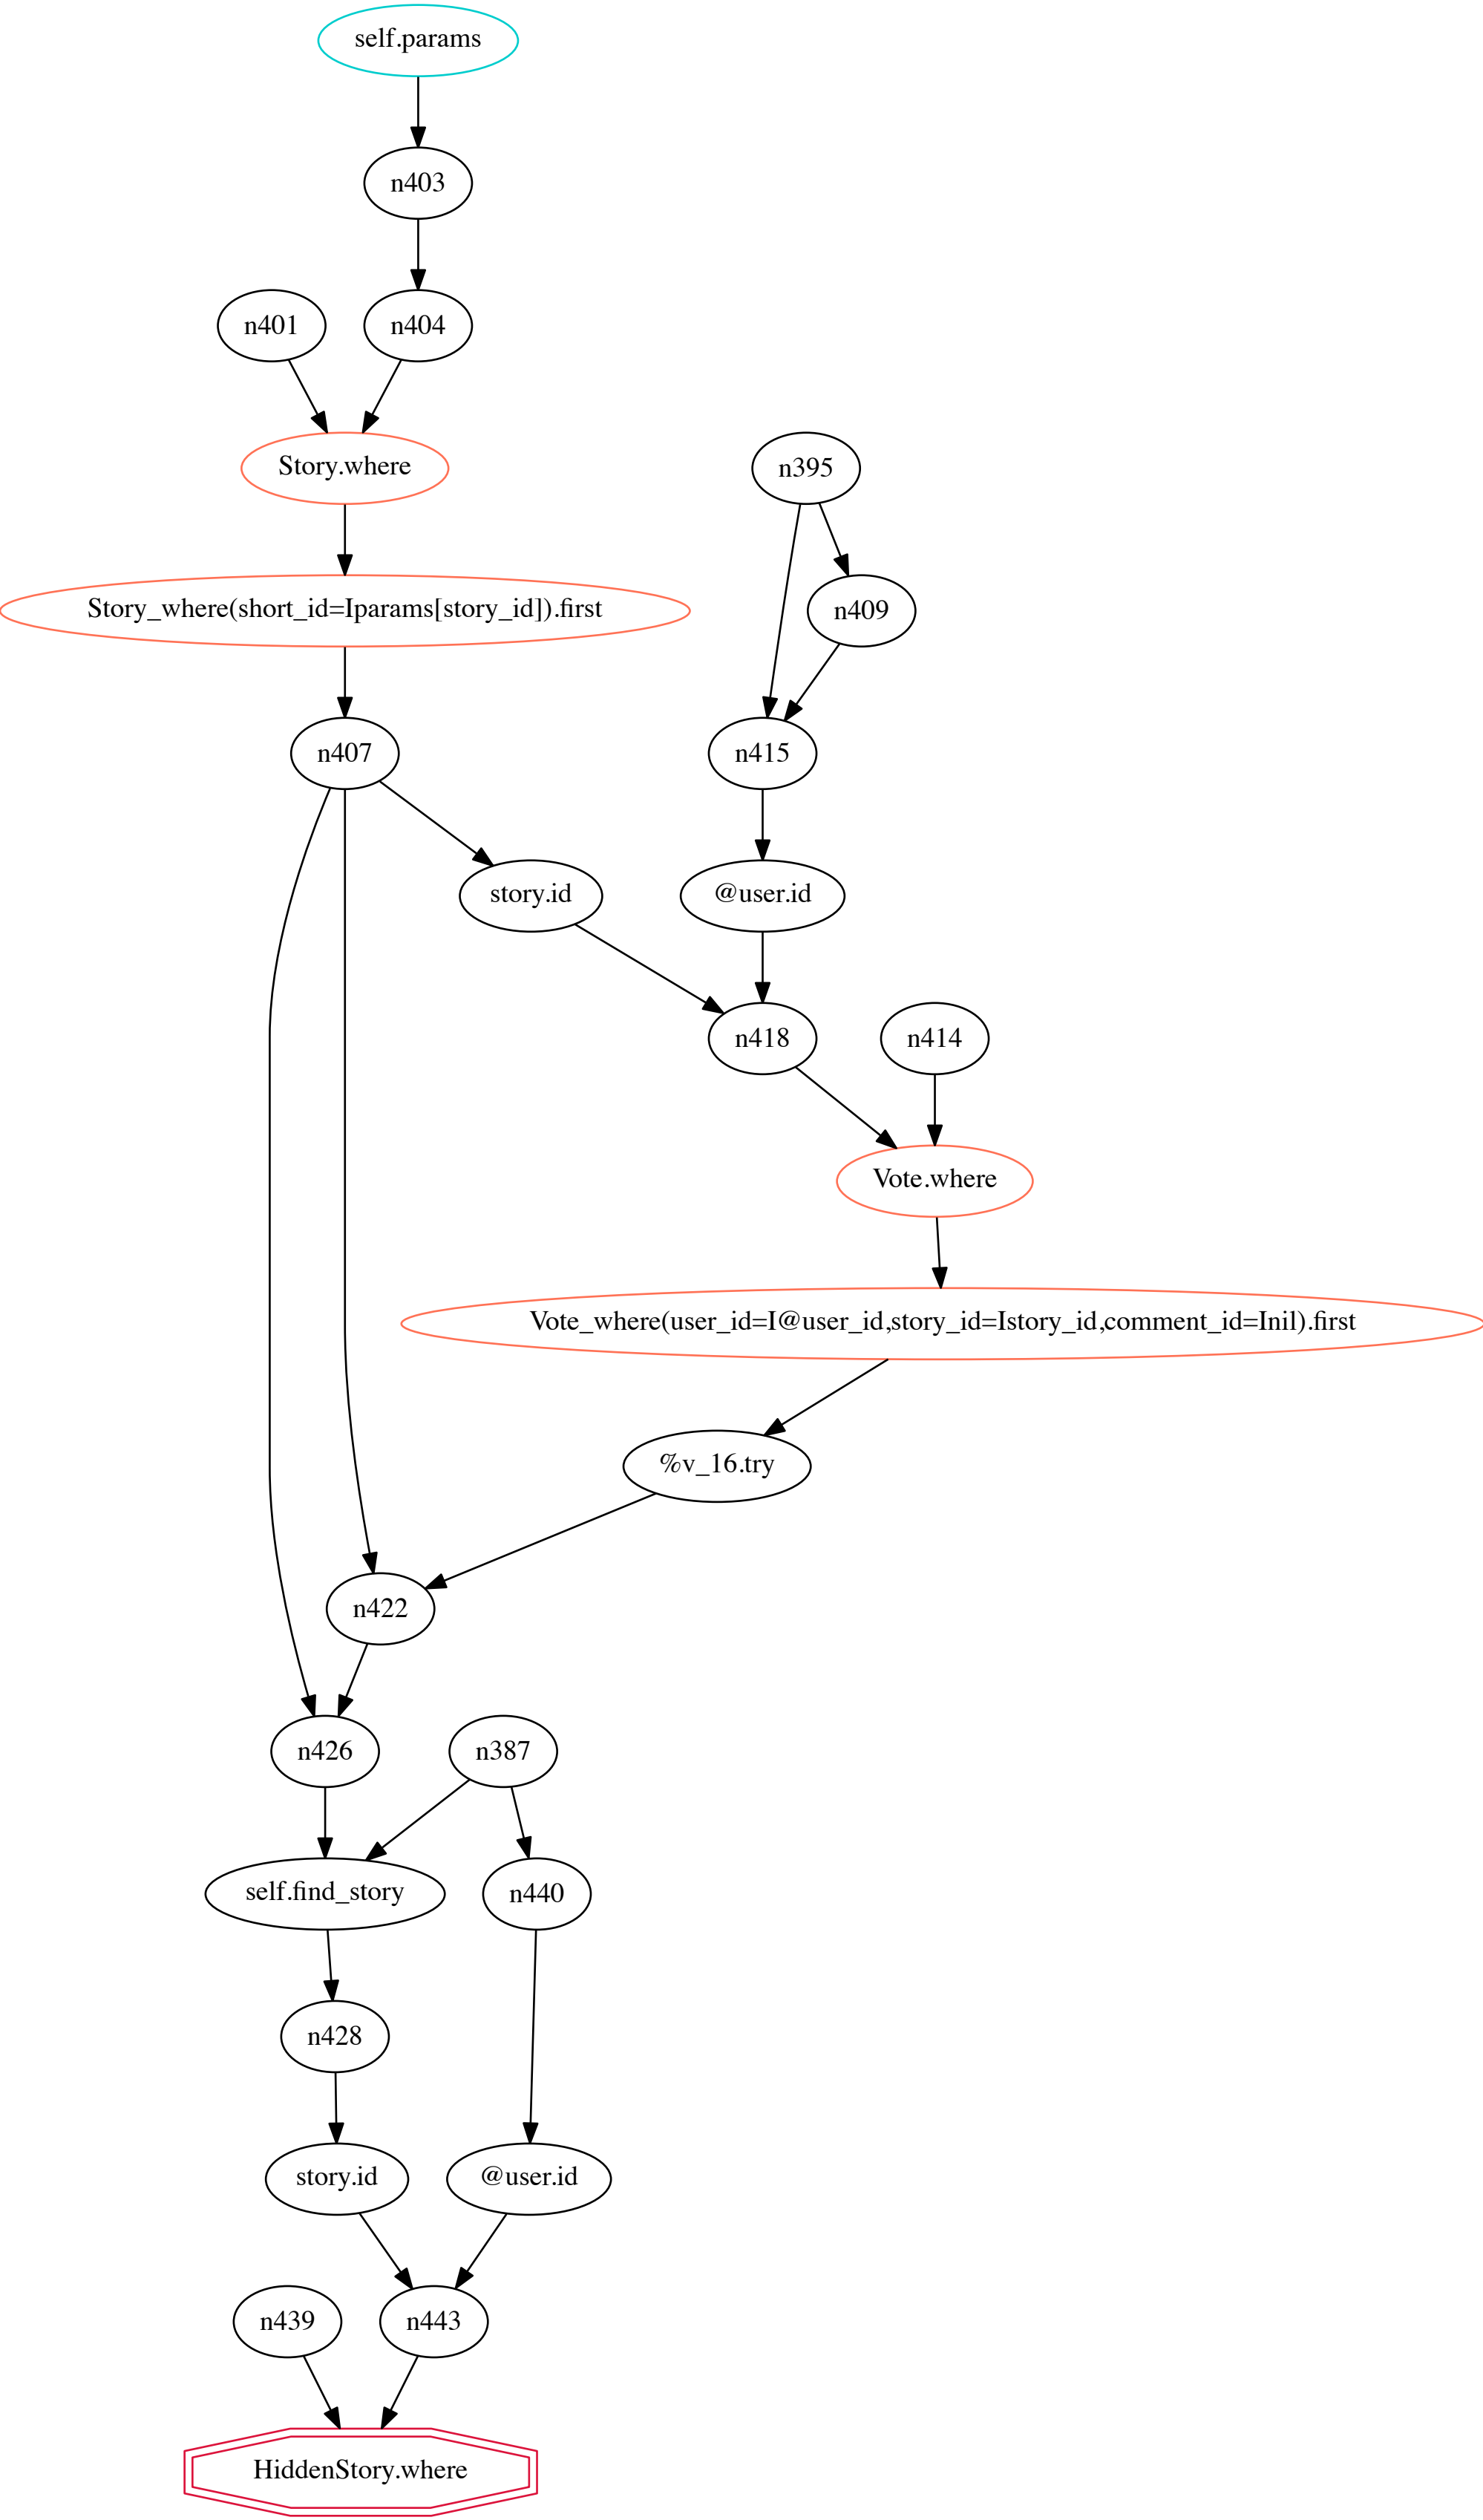 self.params
n403
n401
n404
Story.where
n395
Story_where(short_id=Iparams[story_id]).first
n409
n407
n415
story.id
@user.id
n418
n414
Vote.where
Vote_where(user_id=I@user_id,story_id=Istory_id,comment_id=Inil).first
%v_16.try
n422
n426
n387
self.find_story
n440
n428
story.id
@user.id
n439
n443
HiddenStory.where